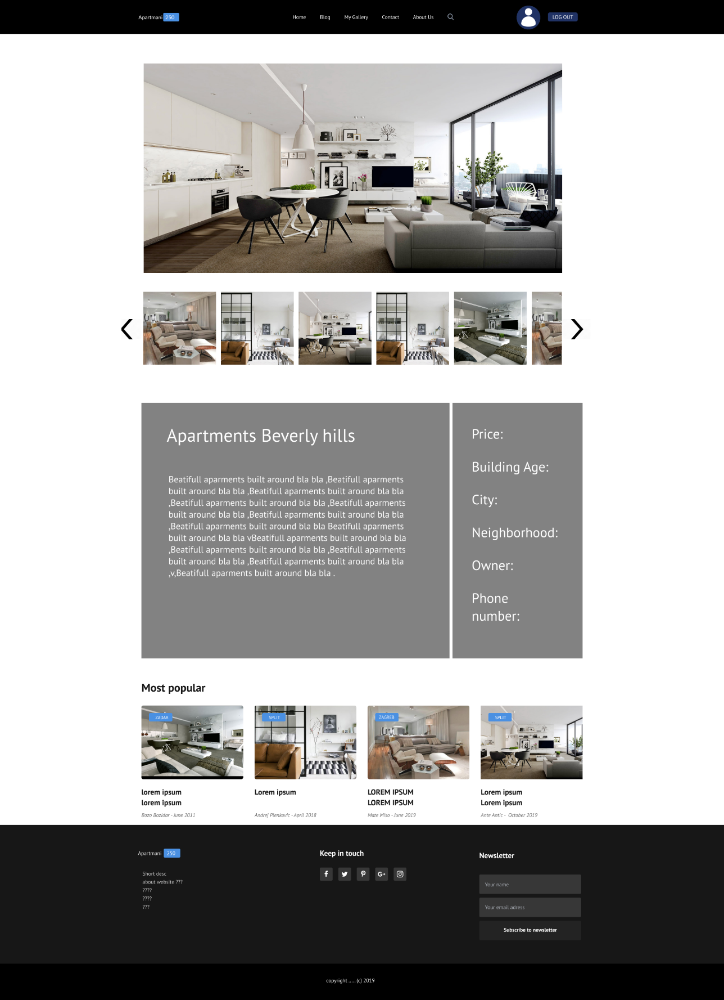 Apartmani 250
Home Blog My Gallery Contact About Us
LOG OUT
Apartments Beverly hills
Beatifull aparments built around bla bla ,Beatifull aparments
built around bla bla ,Beatifull aparments built around bla bla
,Beatifull aparments built around bla bla ,Beatifull aparments
built around bla bla ,Beatifull aparments built around bla bla
,Beatifull aparments built around bla bla Beatifull aparments
built around bla bla vBeatifull aparments built around bla bla
,Beatifull aparments built around bla bla ,Beatifull aparments
built around bla bla ,Beatifull aparments built around bla bla
,v,Beatifull aparments built around bla bla .
Price:
Building Age:
City:
Neighborhood:
Owner:
Phone
number:
Most popular
ZADAR
lorem ipsum
lorem ipsum
Bozo Bozidar - June 2011
SPLIT
Lorem ipsum
Andrej Plenkovic - April 2018
ZAGREB
LOREM IPSUM
LOREM IPSUM
Mate Miso - June 2019
SPLIT
Lorem ipsum
Lorem ipsum
Ante Antic - October 2019
Apartmani 250
Short desc
about website ???
????
????
???
Keep in touch
Newsletter
Your name
Your email adress
Subscribe to newsletter
copyright ..... (c) 2019